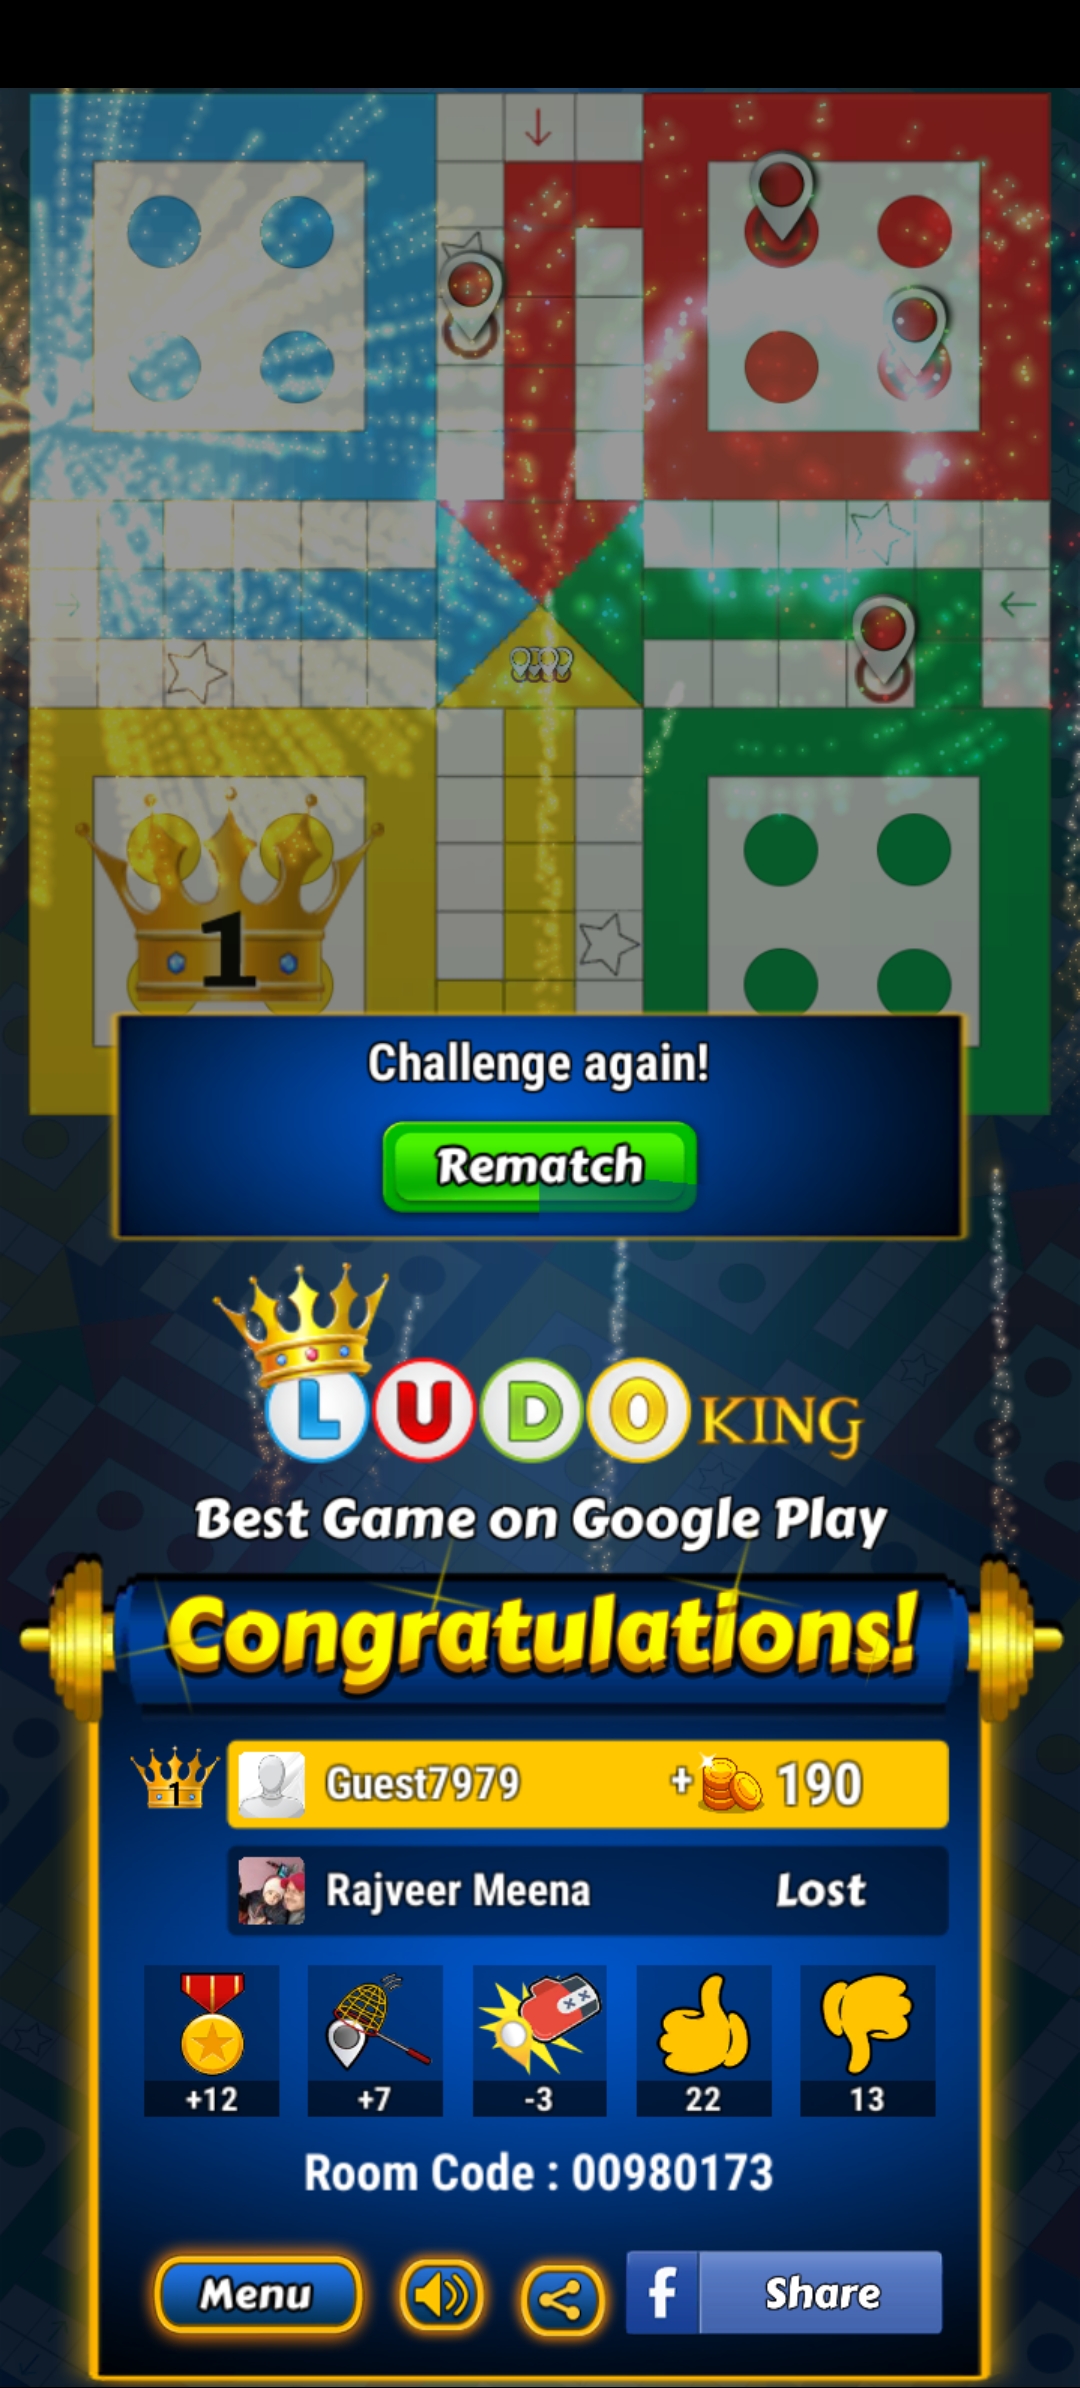 1
Challenge again!
Rematch
LUDO KING
Best Game on Google Play
Congratulations!
1 Guest7979 + 190
Rajveer Meena Lost
+12 +7 -3 22 13
Room Code : 00980173
Menu f Share